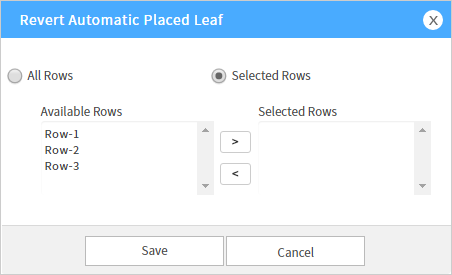 Revert Automatic Placed Leaf X
All Rows Selected Rows
Available Rows Selected Rows
Row-1
Row-2
Row-3
>
<
Save Cancel